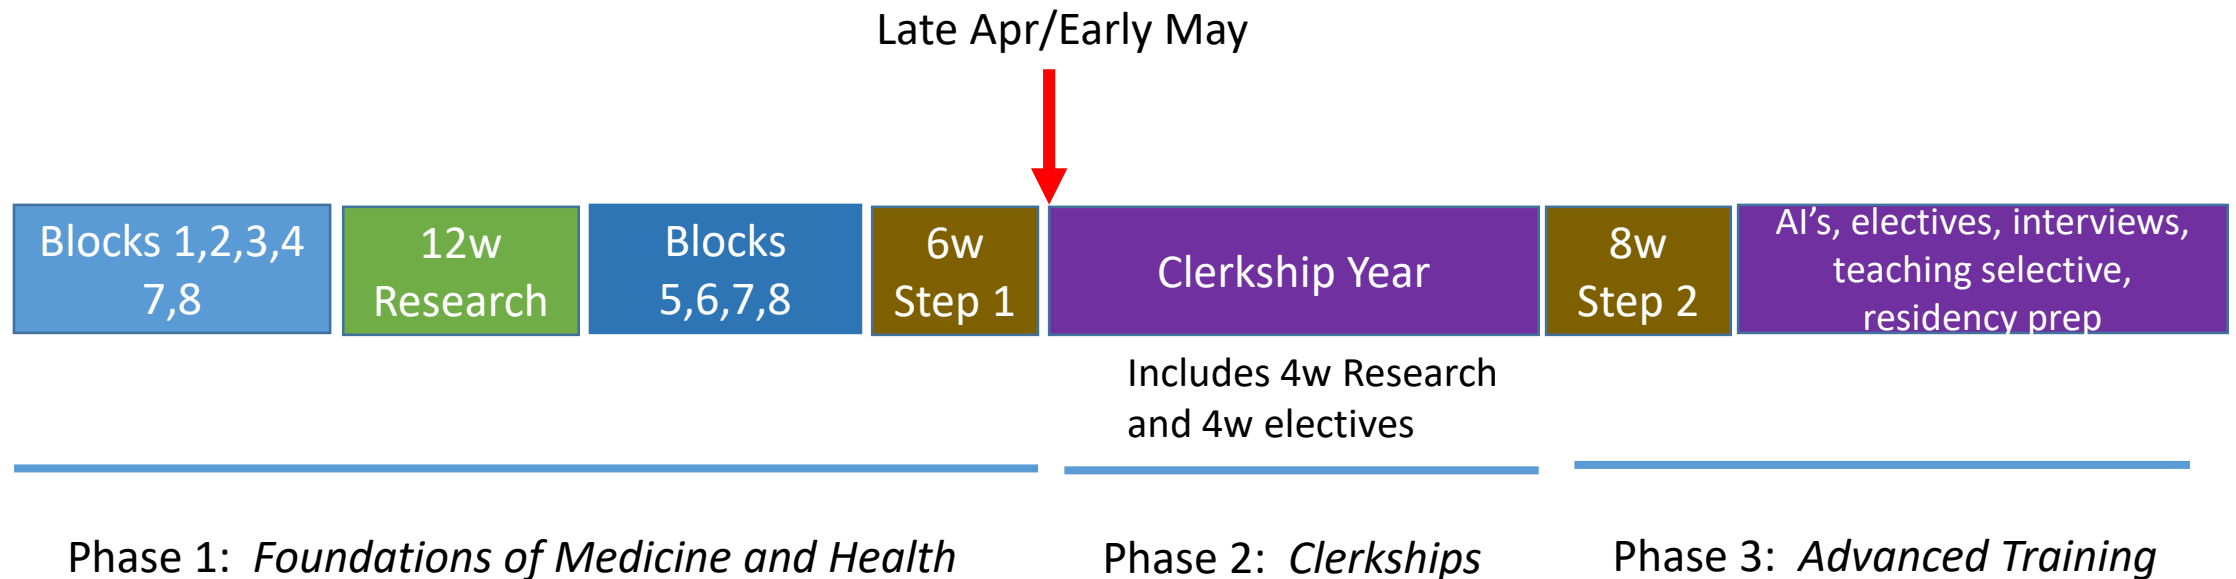 Late Apr/Early May
Blocks 1,2,3,4
7,8
12w
Research
Blocks
5,6,7,8
6w
Step 1
Clerkship Year
8w
Step 2
AI's, electives, interviews,
teaching selective,
residency prep
Includes 4w Research
and 4w electives
Phase 1: Foundations of Medicine and Health
Phase 2: Clerkships
Phase 3: Advanced Training